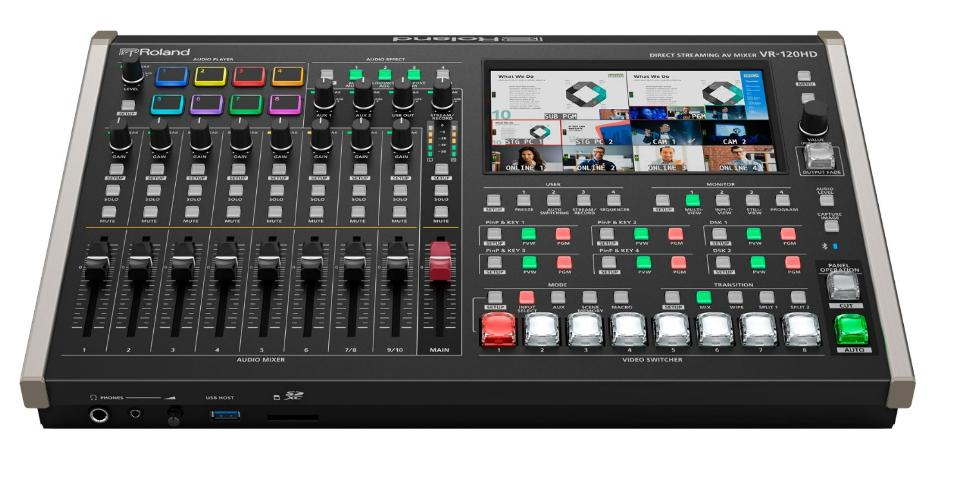 Roland
Roland
DIRECT STREAMING AV MIXER VR-120HD
AUDIO PLAYER
AUDIO EFFECT
LEVEL
1 2 3 4
5 6 7 8
SETUP
1 2 3 4
AUX 1 AUX 2 USB OUT STREAM/RECORD
What We Do
What We Do
10
SUB PGM
PGM
STG PC 1 STG PC 2 CAM 1 CAM 2
ONLINE 1 ONLINE 2 ONLINE 3 ONLINE 4
MENU
VALUE
OUTPUT FADE
GAIN GAIN GAIN GAIN GAIN GAIN GAIN GAIN
SETUP SETUP SETUP SETUP SETUP SETUP SETUP SETUP SETUP
SOLO SOLO SOLO SOLO SOLO SOLO SOLO SOLO SOLO
MUTE MUTE MUTE MUTE MUTE MUTE MUTE MUTE MUTE
USER
MONITOR
1 2 3 4
1 2 3 4
SETUP FREEZE AUTO SWITCHING STREAM/RECORD SEQUENCER
SETUP MULTI-VIEW INPUT-VIEW STILL-VIEW PROGRAM
AUDIO LEVEL
CAPTURE IMAGE
PinP & KEY 1 PinP & KEY 2 DSK 1
SETUP PVW PGM SETUP PVW PGM SETUP PVW PGM
PinP & KEY 3 PinP & KEY 4 DSK 2
SETUP PVW PGM SETUP PVW PGM SETUP PVW PGM
PANEL OPERATION
CUT
MODE
TRANSITION
SETUP INPUT SELECT AUX SCENE MEMORY MACRO
SETUP MIX WIPE SPLIT 1 SPLIT 2
1 2 3 4 5 6 7 8
AUTO
1 2 3 4 5 6 7/8 9/10 MAIN
AUDIO MIXER
VIDEO SWITCHER
PHONES
USB HOST
SD XC